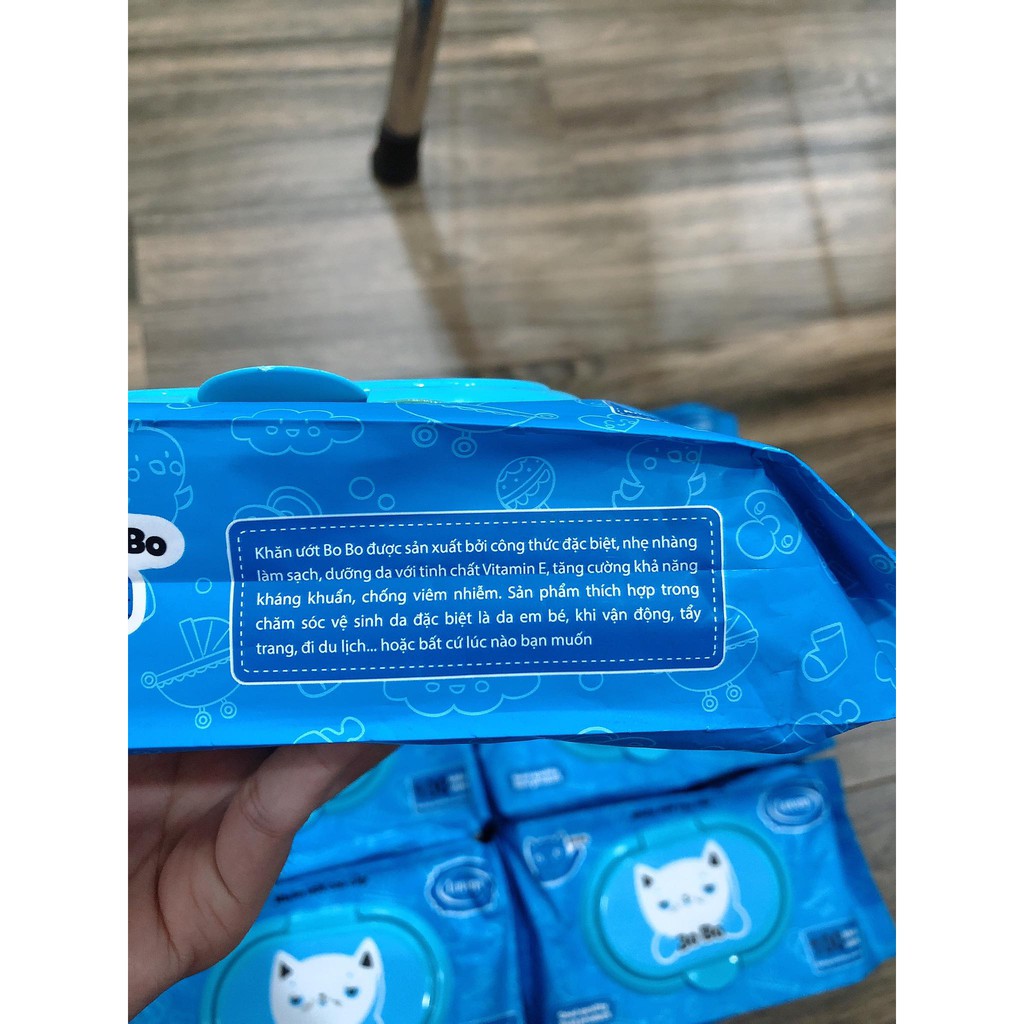 Bo
Khăn ướt Bo Bo được sản xuất bởi công thức đặc biệt, nhẹ nhàng
làm sạch, dưỡng da với tinh chất Vitamin E, tăng cường khả năng
kháng khuẩn, chống viêm nhiễm. Sản phẩm thích hợp trong
chăm sóc vệ sinh da đặc biệt là da em bé, khi vận động, tẩy
trang, đi du lịch... hoặc bất cứ lúc nào bạn muốn
Bo Bo